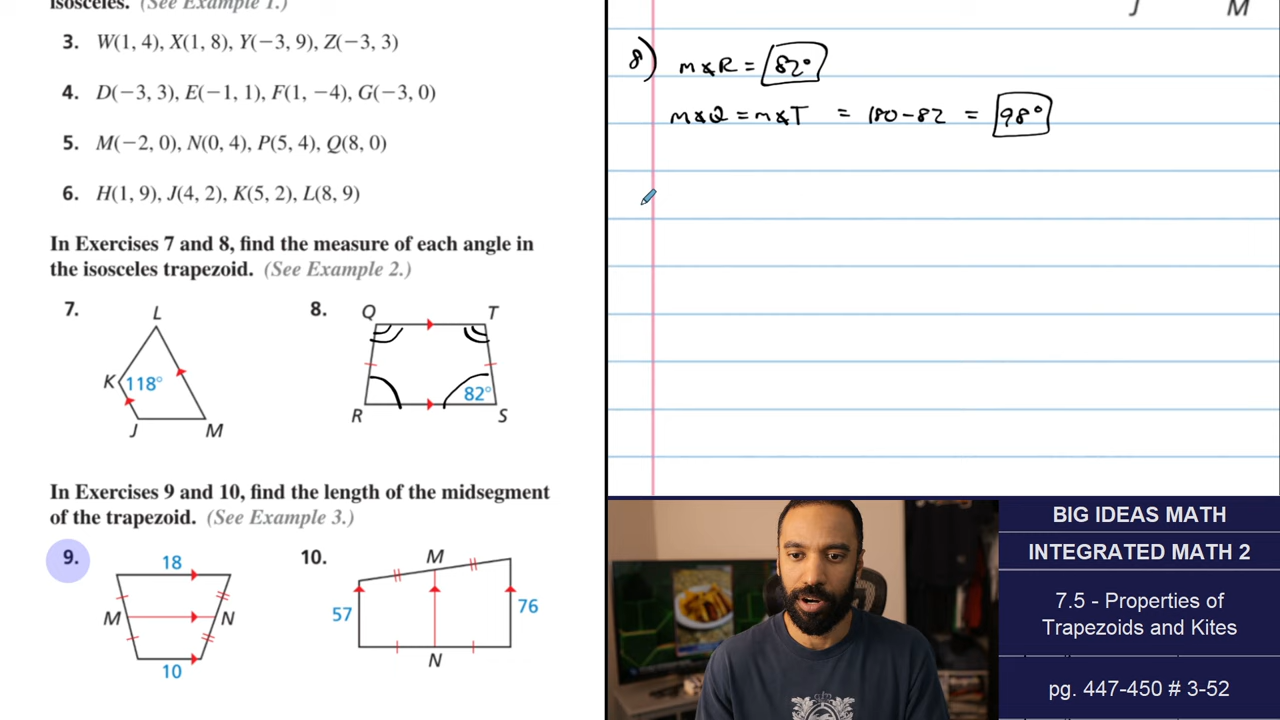 isosceles. (See Example 1.)
3. W(1, 4), X(1, 8), Y(−3, 9), Z(−3, 3)
4. D(−3, 3), E(−1, 1), F(1, −4), G(−3, 0)
5. M(−2, 0), N(0, 4), P(5, 4), Q(8, 0)
6. H(1, 9), J(4, 2), K(5, 2), L(8, 9)
In Exercises 7 and 8, find the measure of each angle in
the isosceles trapezoid. (See Example 2.)
7.
L
K
118°
J
M
8.
Q
T
82°
R
S
In Exercises 9 and 10, find the length of the midsegment
of the trapezoid. (See Example 3.)
9.
18
M
N
10
10.
M
57
76
N
J
M
8) m∡R = 82°
m∡Q = m∡T = 180-82 = 98°
BIG IDEAS MATH
INTEGRATED MATH 2
7.5 - Properties of
Trapezoids and Kites
pg. 447-450 # 3-52